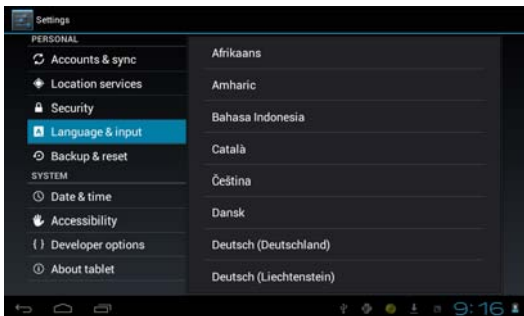 Settings
PERSONAL
Accounts & sync
Location services
Security
Language & input
Backup & reset
SYSTEM
Date & time
Accessibility
{ } Developer options
About tablet
Afrikaans
Amharic
Bahasa Indonesia
Català
Čeština
Dansk
Deutsch (Deutschland)
Deutsch (Liechtenstein)
9:16